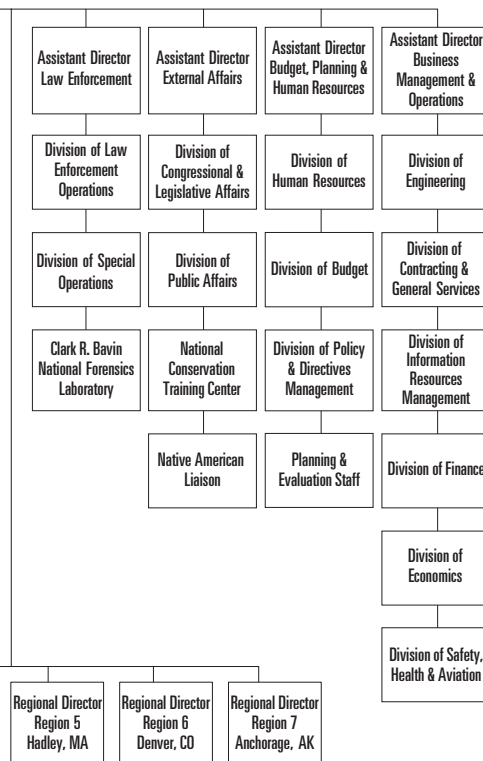 Assistant Director
Law Enforcement
Division of Law
Enforcement
Operations
Division of Special
Operations
Clark R. Bavin
National Forensics
Laboratory
Assistant Director
External Affairs
Division of
Congressional &
Legislative Affairs
Division of
Public Affairs
National
Conservation
Training Center
Native American
Liaison
Assistant Director
Budget, Planning &
Human Resources
Division of
Human Resources
Division of Budget
Division of Policy
& Directives
Management
Planning &
Evaluation Staff
Assistant Director
Business
Management &
Operations
Division of
Engineering
Division of
Contracting &
General Services
Division of
Information
Resources
Management
Division of Finance
Division of
Economics
Division of Safety,
Health & Aviation
Regional Director
Region 5
Hadley, MA
Regional Director
Region 6
Denver, CO
Regional Director
Region 7
Anchorage, AK